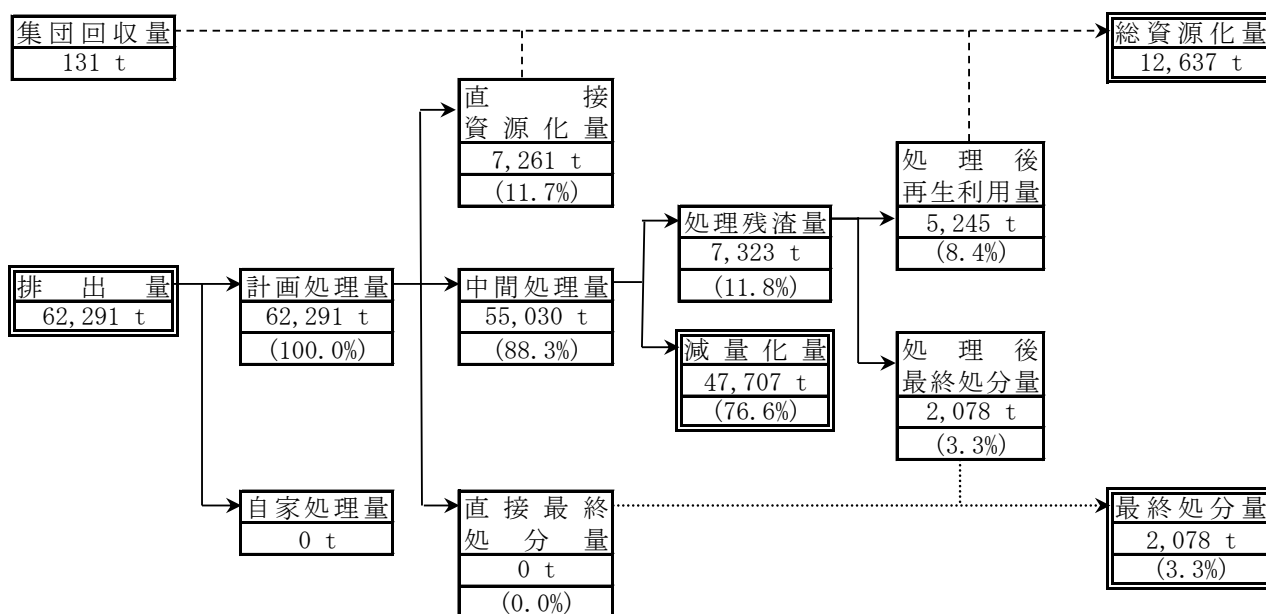 集団回収量
131 t
総資源化量
12,637 t
直接
資源化量
7,261 t
(11.7%)
処理後
再生利用量
5,245 t
(8.4%)
処理残渣量
7,323 t
(11.8%)
排出量
62,291 t
計画処理量
62,291 t
(100.0%)
中間処理量
55,030 t
(88.3%)
減量化量
47,707 t
(76.6%)
処理後
最終処分量
2,078 t
(3.3%)
自家処理量
0 t
直接最終
処分量
0 t
(0.0%)
最終処分量
2,078 t
(3.3%)